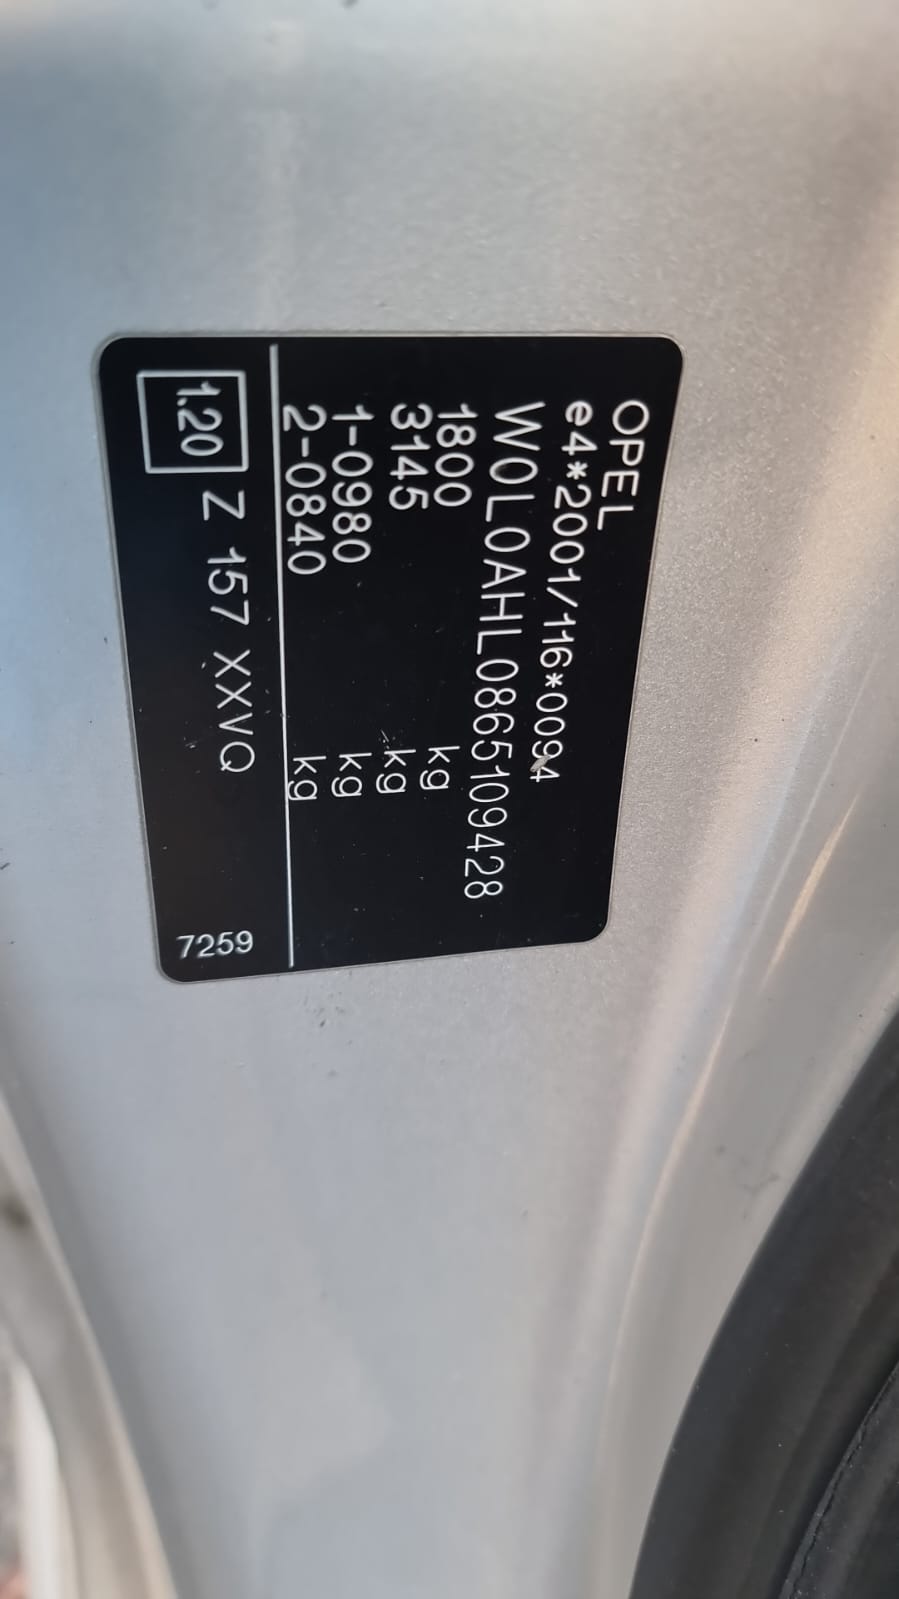 OPEL
e4*2001/116*0094
W0L0AHL0865109428
1800 kg
3145 kg
1-0980 kg
2-0840 kg
1.20 Z 157 XXVQ
7259